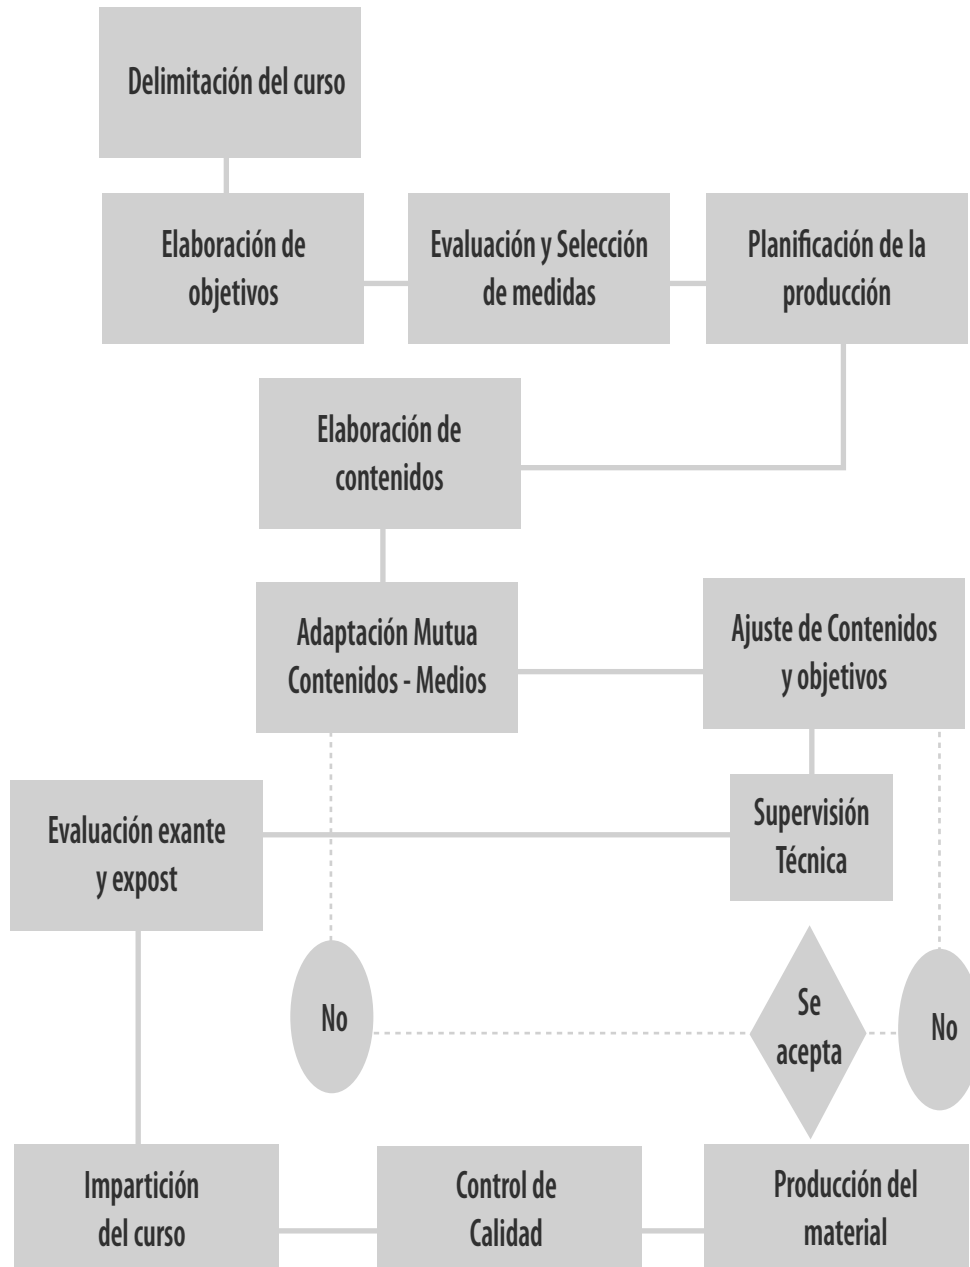 Delimitación del curso
Elaboración de
objetivos
Evaluación y Selección
de medidas
Planificación de la
producción
Elaboración de
contenidos
Adaptación Mutua
Contenidos - Medios
Ajuste de Contenidos
y objetivos
Evaluación exante
y expost
Supervisión
Técnica
No
Se
acepta
No
Impartición
del curso
Control de
Calidad
Producción del
material